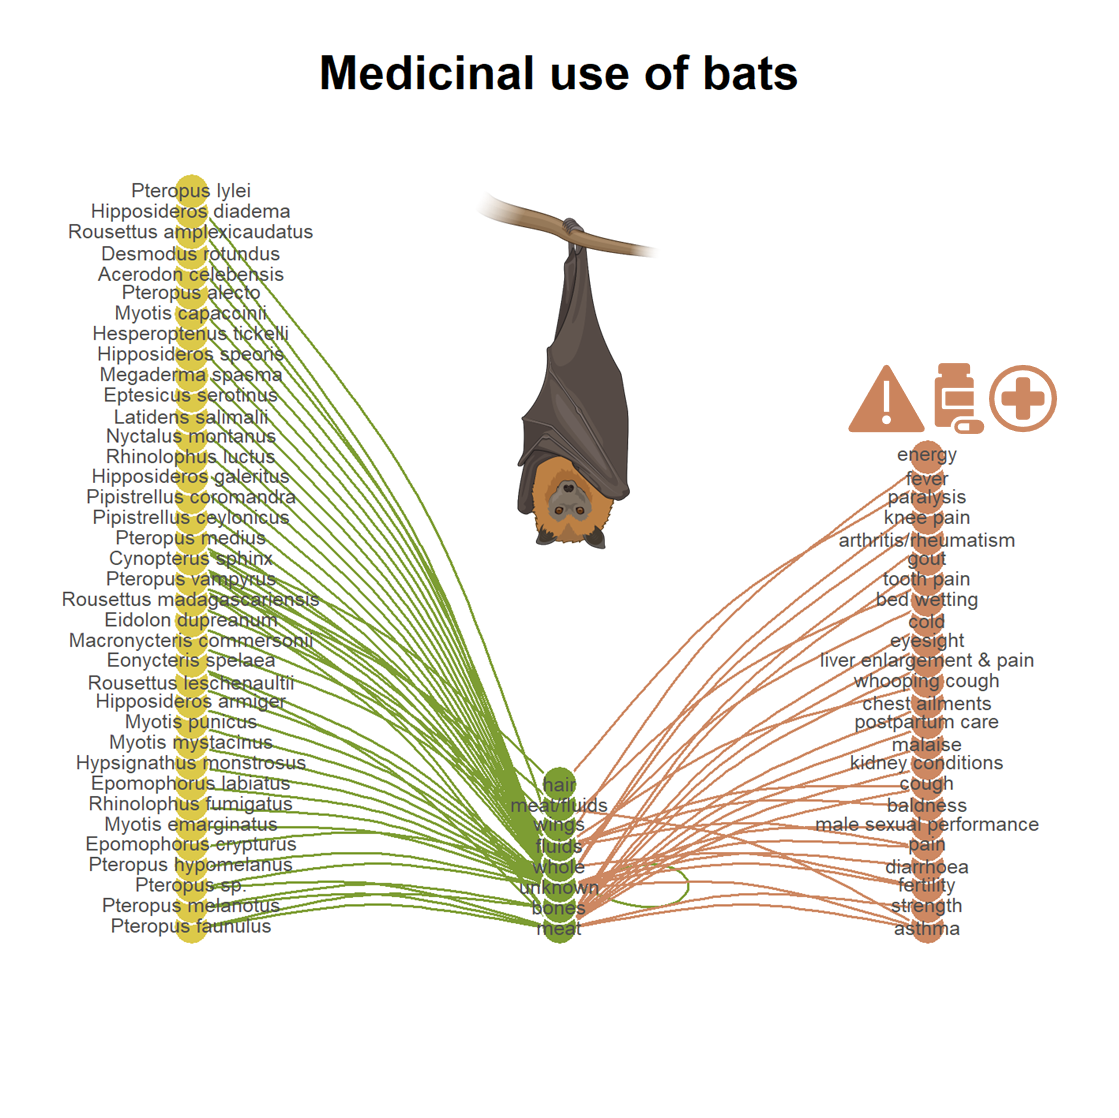 Medicinal use of bats
Pteropus lylei
Hipposideros diadema
Rousettus amplexicaudatus
Desmodus rotundus
Acerodon celebensis
Pteropus alecto
Myotis capaccinii
Hesperoptenus tickelli
Hipposideros speoris
Megaderma spasma
Eptesicus serotinus
Latidens salimalii
Nyctalus montanus
Rhinolophus luctus
Hipposideros galeritus
Pipistrellus coromandra
Pipistrellus ceylonicus
Pteropus medius
Cynopterus sphinx
Pteropus vampyrus
Rousettus madagascariensis
Eidolon dupreanum
Macronycteris commersonii
Eonycteris spelaea
Rousettus leschenaultii
Hipposideros armiger
Myotis punicus
Myotis mystacinus
Hypsignathus monstrosus
Epomophorus labiatus
Rhinolophus fumigatus
Myotis emarginatus
Epomophorus crypturus
Pteropus hypomelanus
Pteropus sp.
Pteropus melanotus
Pteropus faunulus
hair
meat/fluids
wings
fluids
whole
unknown
bones
meat
energy
fever
paralysis
knee pain
arthritis/rheumatism
gout
tooth pain
bed wetting
cold
eyesight
liver enlargement & pain
whooping cough
chest ailments
postpartum care
malaise
kidney conditions
cough
baldness
male sexual performance
pain
diarrhoea
fertility
strength
asthma